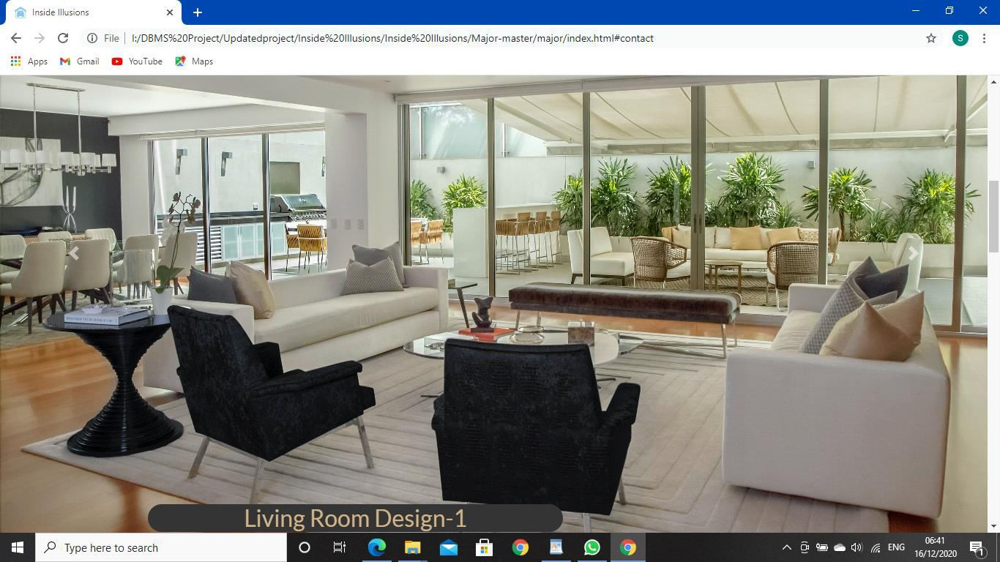 Inside Illusions
File
I:/DBMS%20Project/Updatedproject/Inside%20Illusions/Inside%20Illusions/Major-master/major/index.html#contact
S
Apps
Gmail
YouTube
Maps
Living Room Design-1
Type here to search
ENG
06:41
16/12/2020
1